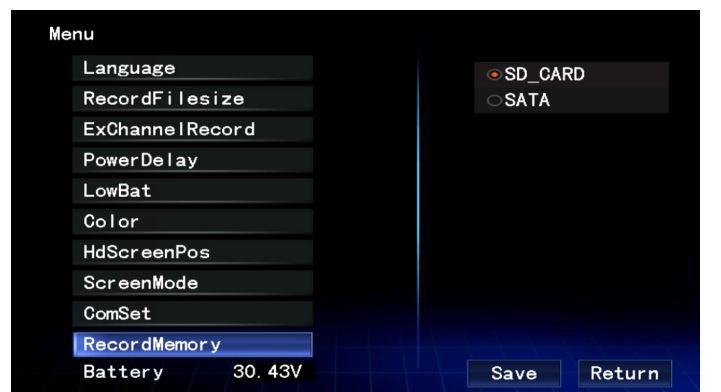 Menu
Language
RecordFilesize
ExChannelRecord
PowerDelay
LowBat
Color
HdScreenPos
ScreenMode
ComSet
RecordMemory
Battery 30.43V
SD_CARD
SATA
Save Return